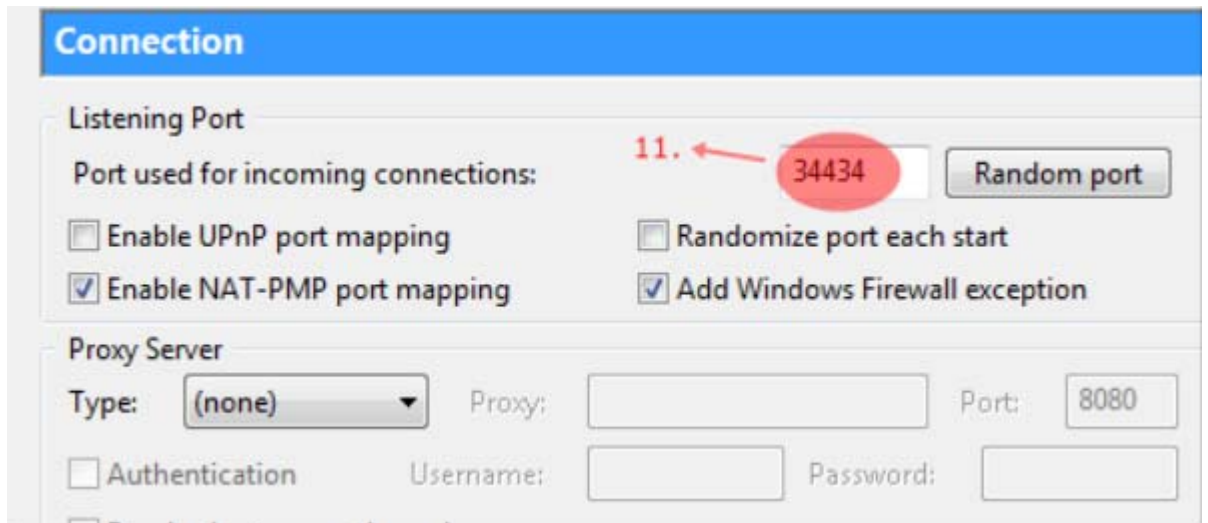 Connection
Listening Port
11.
Port used for incoming connections: 34434 Random port
Enable UPnP port mapping Randomize port each start
Enable NAT-PMP port mapping Add Windows Firewall exception
Proxy Server
Type: (none) Proxy: Port: 8080
Authentication Username: Password: